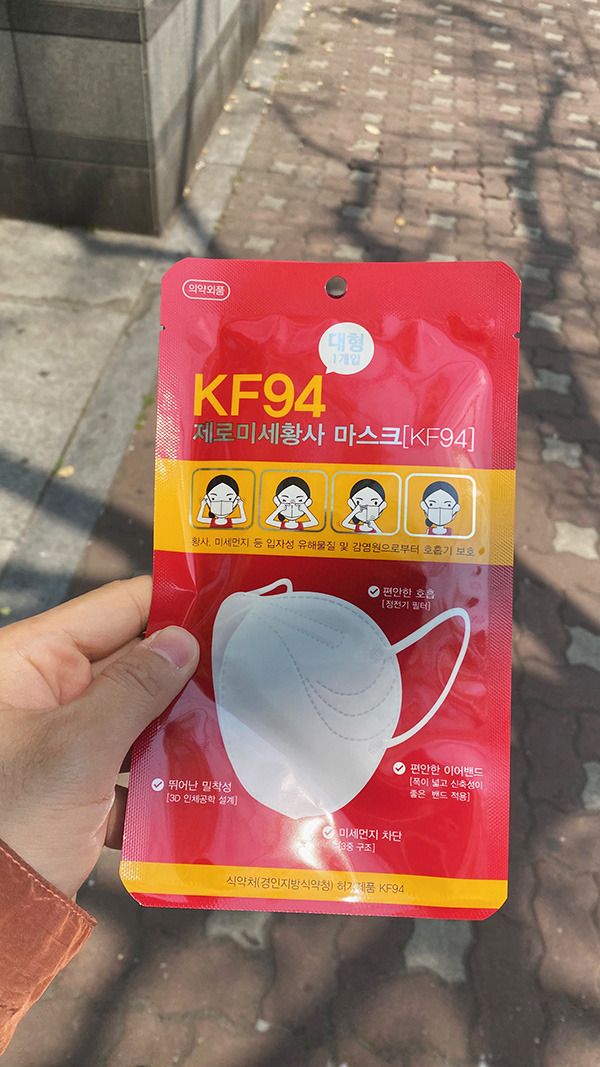 의약외품
대형
1개입
KF94
제로미세황사 마스크[KF94]
황사, 미세먼지 등 입자성 유해물질 및 감염원으로부터 호흡기 보호
편안한 호흡
[정전기 필터]
편안한 이어밴드
[폭이 넓고 신축성이
좋은 밴드 적용]
뛰어난 밀착성
[3D 인체공학 설계]
미세먼지 차단
[3중 구조]
식약처(경인지방식약청) 허가제품 KF94